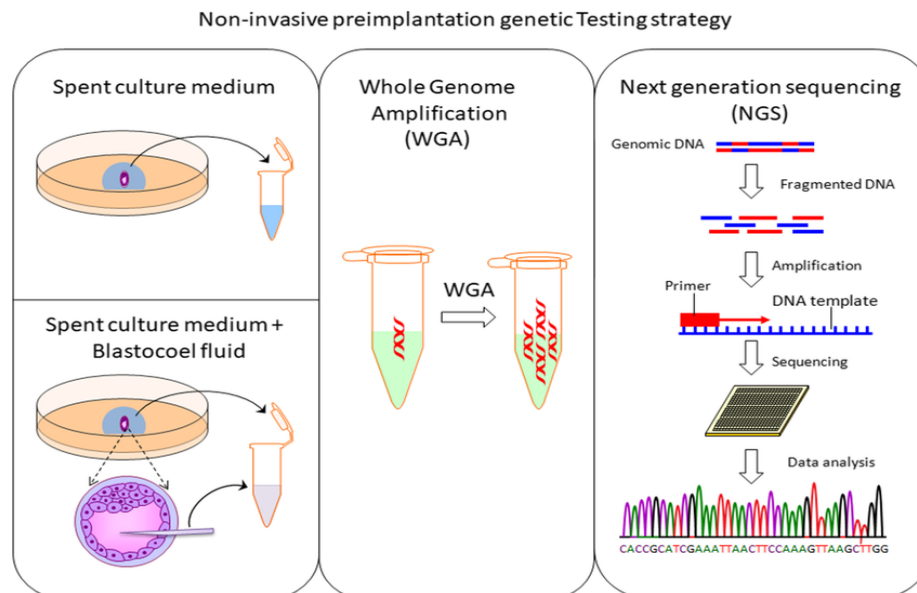 Non-invasive preimplantation genetic Testing strategy
Spent culture medium
Spent culture medium +
Blastocoel fluid
Whole Genome
Amplification
(WGA)
WGA
Next generation sequencing
(NGS)
Genomic DNA
Fragmented DNA
Amplification
Primer
DNA template
Sequencing
Data analysis
CACCGCATCGAAATTAACTTCCAAAGTTAAGCTTGG